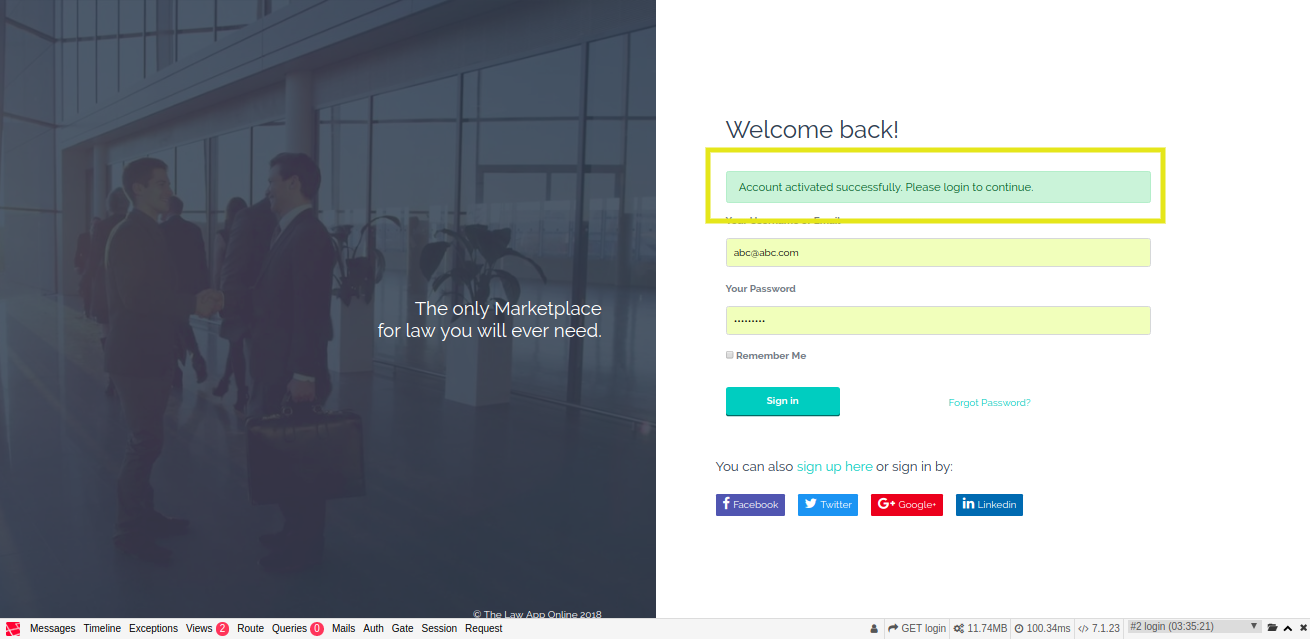 The only Marketplace
for law you will ever need.
© The Law App Online 2018
Welcome back!
Account activated successfully. Please login to continue.
Your Username or Email
abc@abc.com
Your Password
•••••••••
Remember Me
Sign in
Forgot Password?
You can also sign up here or sign in by:
Facebook Twitter Google+ Linkedin
Messages Timeline Exceptions Views 2 Route Queries 0 Mails Auth Gate Session Request GET login 11.74MB 100.34ms 7.1.23 #2 login (03:35:21)